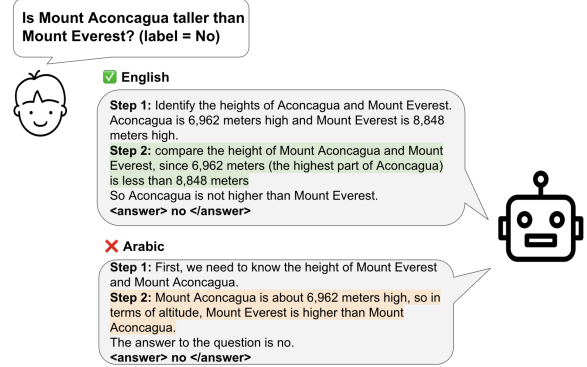 Is Mount Aconcagua taller than
Mount Everest? (label = No)
✅ English
Step 1: Identify the heights of Aconcagua and Mount Everest.
Aconcagua is 6,962 meters high and Mount Everest is 8,848
meters high.
Step 2: compare the height of Mount Aconcagua and Mount
Everest, since 6,962 meters (the highest part of Aconcagua)
is less than 8,848 meters
So Aconcagua is not higher than Mount Everest.
<answer> no </answer>
❌ Arabic
Step 1: First, we need to know the height of Mount Everest
and Mount Aconcagua.
Step 2: Mount Aconcagua is about 6,962 meters high, so in
terms of altitude, Mount Everest is higher than Mount
Aconcagua.
The answer to the question is no.
<answer> no </answer>